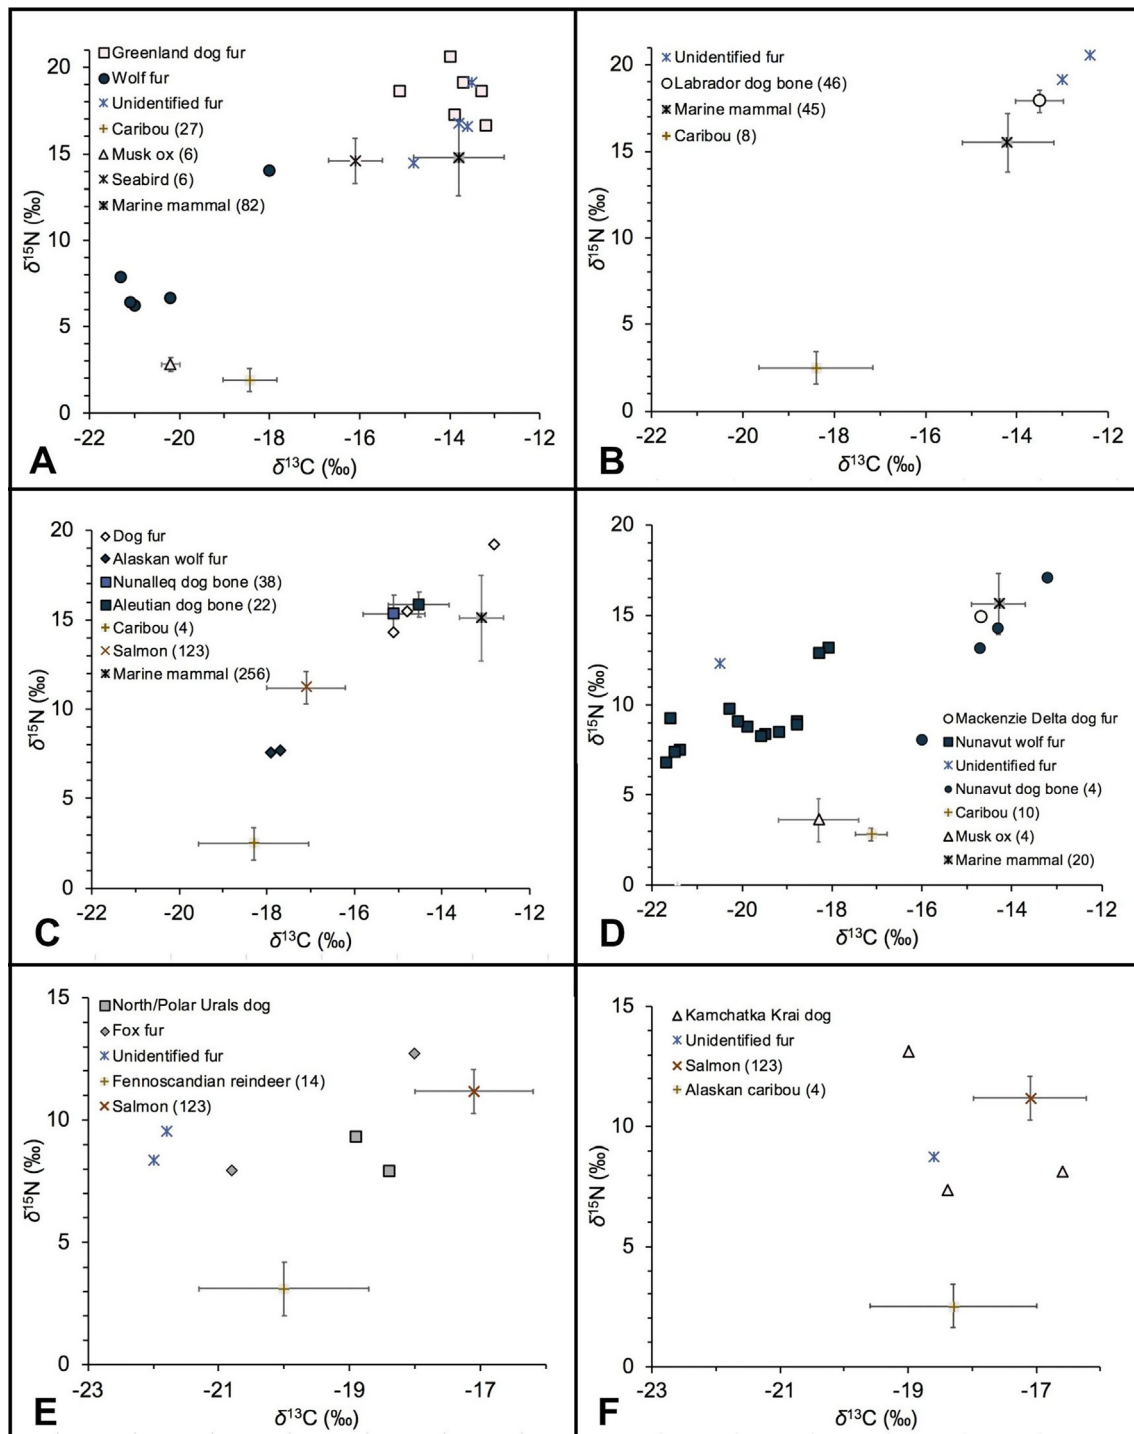 Greenland dog fur
Wolf fur
Unidentified fur
Caribou (27)
Musk ox (6)
Seabird (6)
Marine mammal (82)
20
15
10
5
0
δ15N (‰)
-22 -20 -18 -16 -14 -12
δ13C (‰)
A
Unidentified fur
Labrador dog bone (46)
Marine mammal (45)
Caribou (8)
20
15
10
5
0
δ15N (‰)
-22 -20 -18 -16 -14 -12
δ13C (‰)
B
Dog fur
Alaskan wolf fur
Nunalleq dog bone (38)
Aleutian dog bone (22)
Caribou (4)
Salmon (123)
Marine mammal (256)
20
15
10
5
0
δ15N (‰)
-22 -20 -18 -16 -14 -12
δ13C (‰)
C
Mackenzie Delta dog fur
Nunavut wolf fur
Unidentified fur
Nunavut dog bone (4)
Caribou (10)
Musk ox (4)
Marine mammal (20)
20
15
10
5
0
δ15N (‰)
-22 -20 -18 -16 -14 -12
δ13C (‰)
D
North/Polar Urals dog
Fox fur
Unidentified fur
Fennoscandian reindeer (14)
Salmon (123)
15
10
5
0
δ15N (‰)
-23 -21 -19 -17
δ13C (‰)
E
Kamchatka Krai dog
Unidentified fur
Salmon (123)
Alaskan caribou (4)
15
10
5
0
δ15N (‰)
-23 -21 -19 -17
δ13C (‰)
F